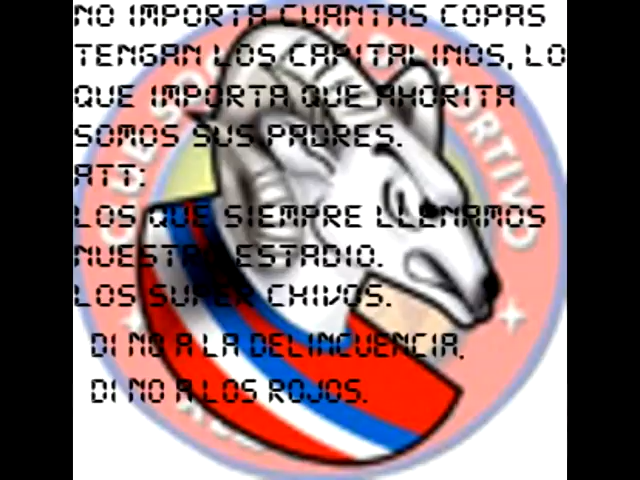 NO IMPORTA CUANTAS COPAS
TENGAN LOS CAPITALINOS, LO
QUE IMPORTA QUE AHORITA
SOMOS SUS PADRES.
ATT:
LOS QUE SIEMPRE LLENAMOS
NUESTRO ESTADIO.
LOS SUPER CHIVOS.
DI NO A LA DELINCUENCIA,
DI NO A LOS ROJOS.
DEPORTIVO